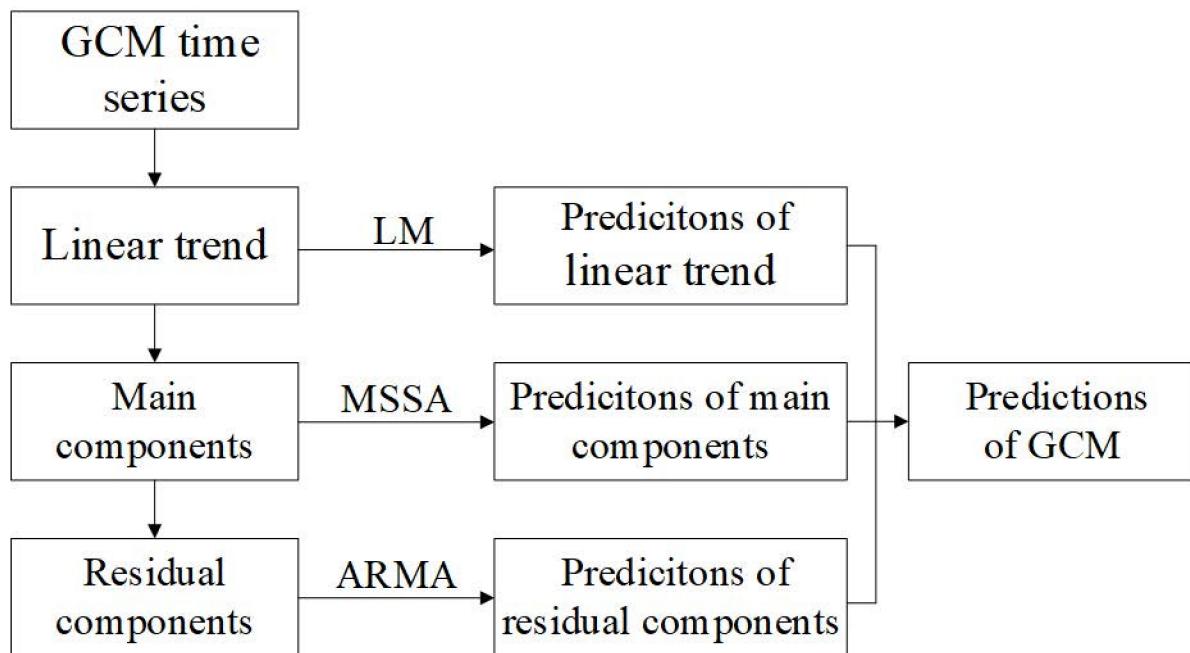 GCM time
series
Linear trend
LM
Predicitons of
linear trend
Main
components
MSSA
Predicitons of main
components
Predictions
of GCM
Residual
components
ARMA
Predicitons of
residual components